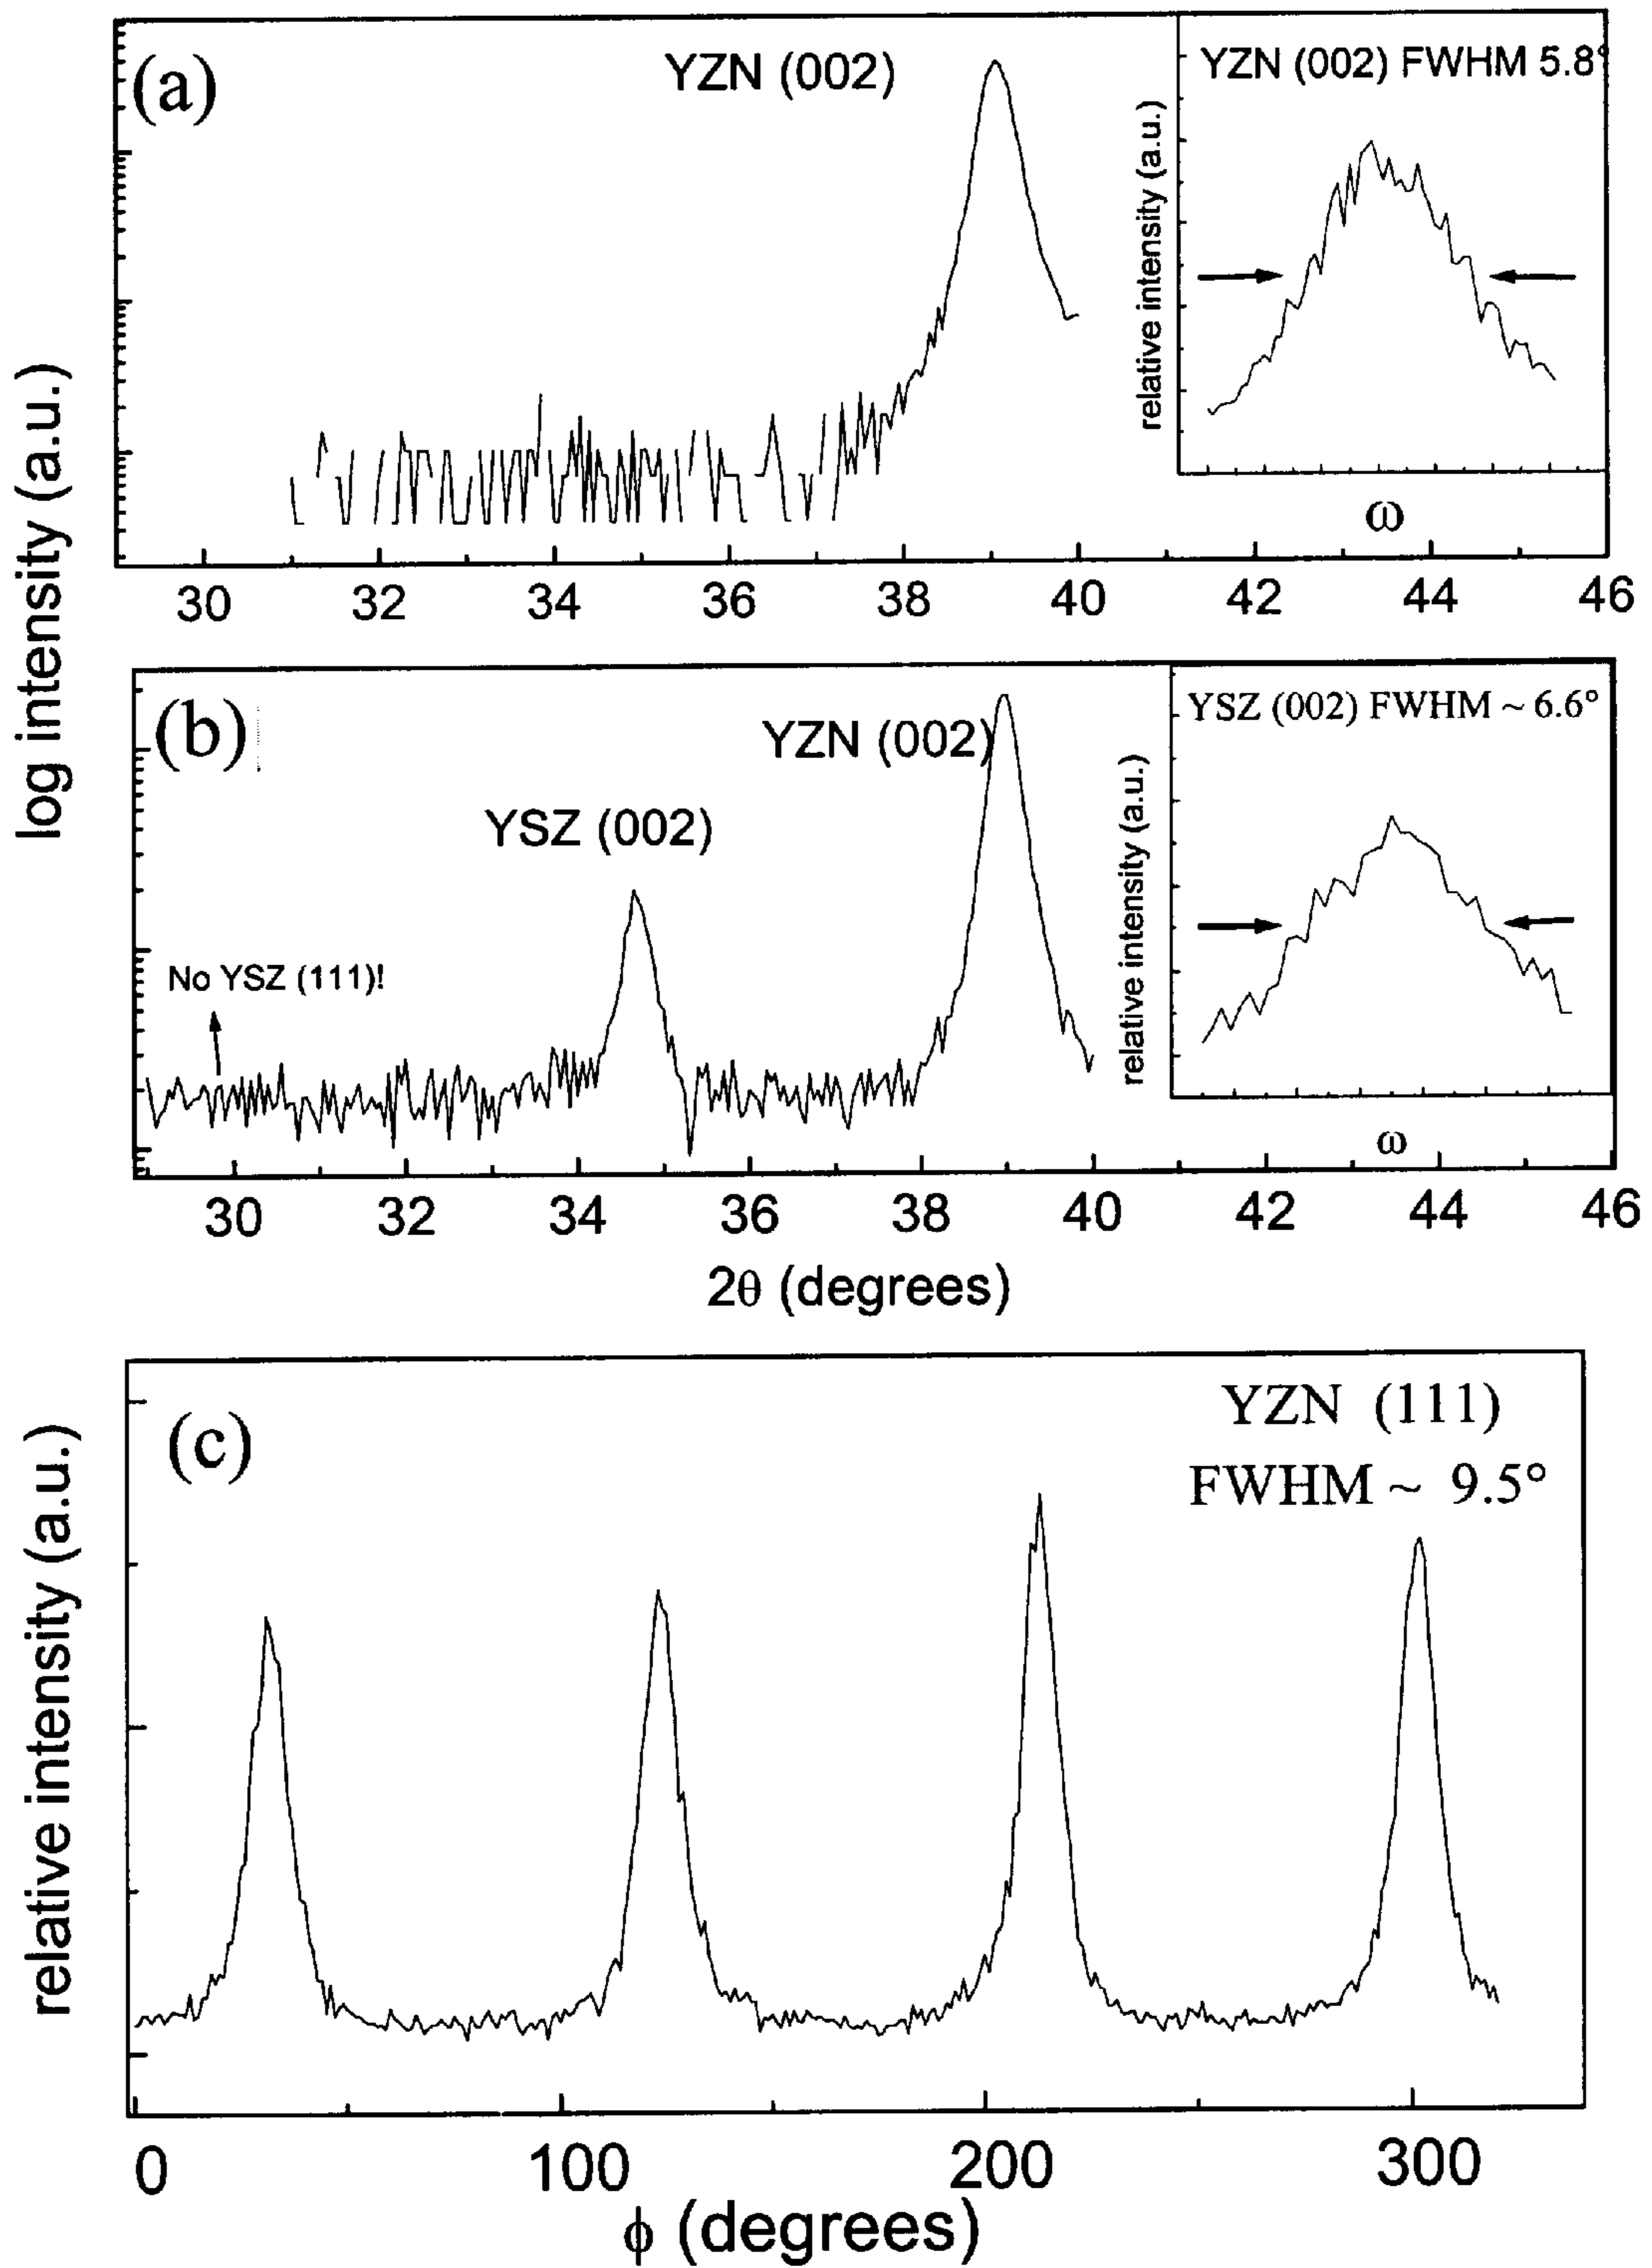 (a)
YZN (002)
YZN (002) FWHM 5.8°
relative intensity (a.u.)
ω
30 32 34 36 38 40 42 44 46
log intensity (a.u.)
(b)
YZN (002)
YSZ (002)
No YSZ (111)!
YSZ (002) FWHM ~ 6.6°
relative intensity (a.u.)
ω
30 32 34 36 38 40 42 44 46
2θ (degrees)
(c)
YZN (111)
FWHM ~ 9.5°
relative intensity (a.u.)
0 100 200 300
ϕ (degrees)